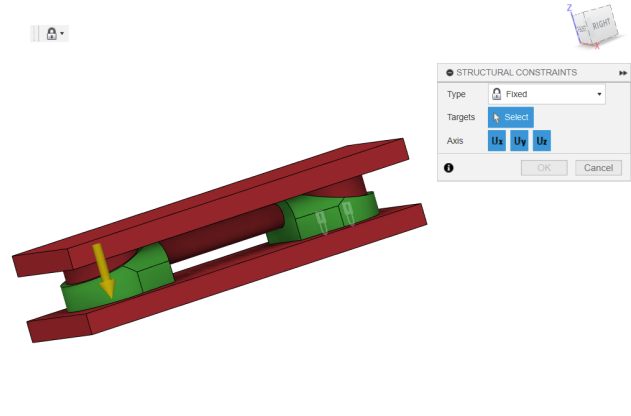 Z
RIGHT
X
STRUCTURAL CONSTRAINTS
Type
Fixed
Targets
Select
Axis
Ux Uy Uz
OK
Cancel